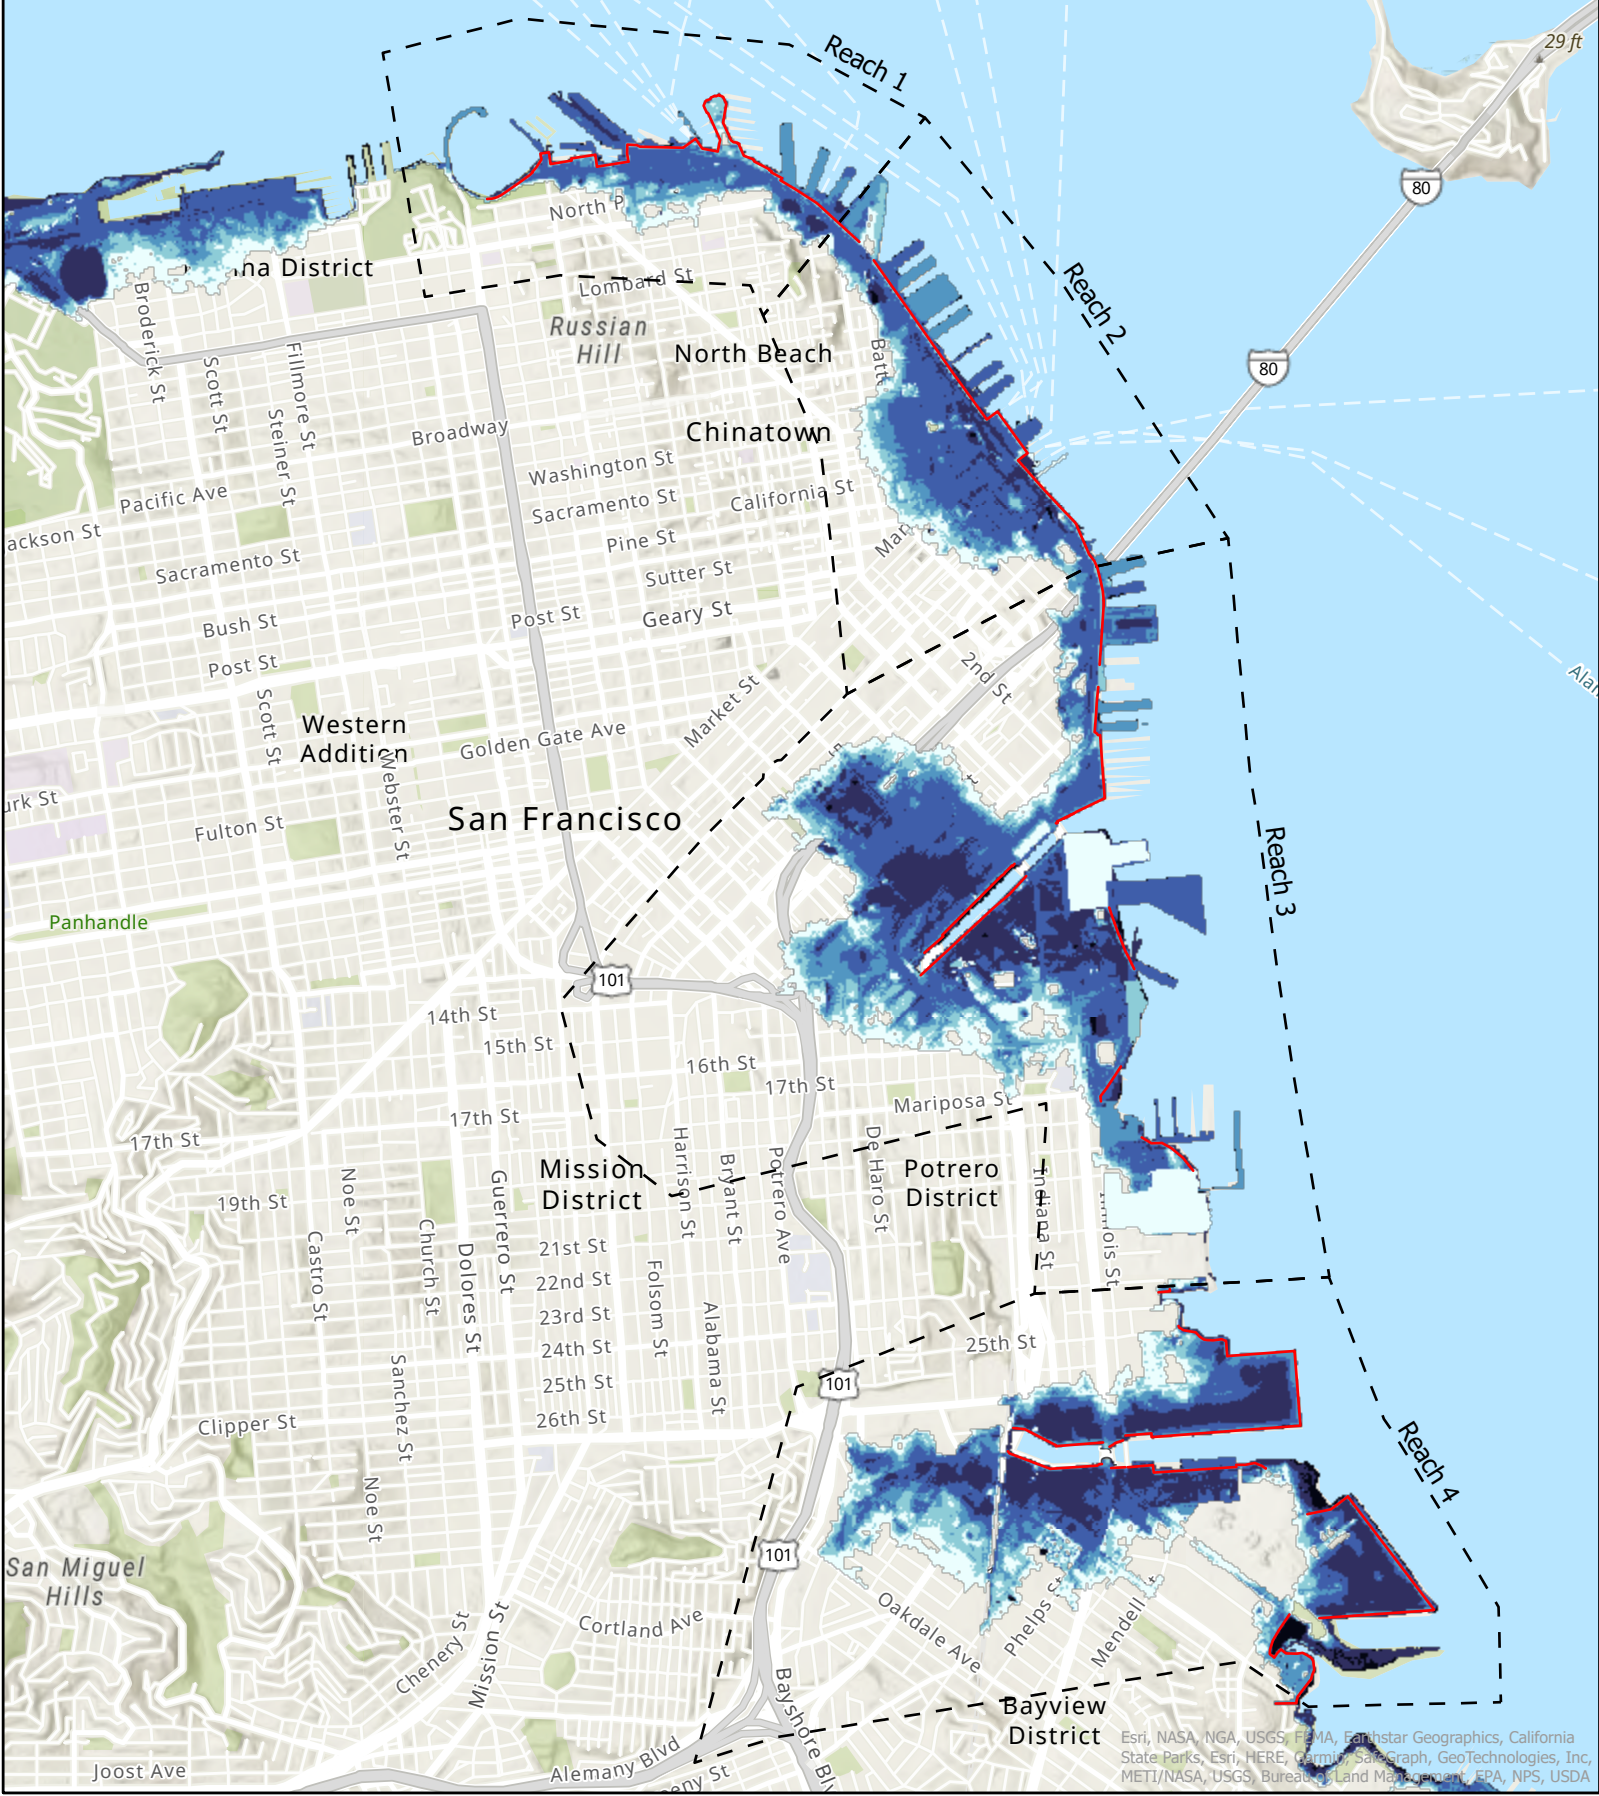 29 ft
Reach 1
80
North P
Reach 2
na District
Lombard St
Broderick St
Russian
Hill
North Beach
80
Scott St
Fillmore St
Batt
Steiner St
Broadway
Chinatown
Washington St
Pacific Ave
Sacramento St
California St
ackson St
Pine St
Mar
Sacramento St
Sutter St
Bush St
Post St
Geary St
Post St
2nd St
Alan
Scott St
Western
Addition
Golden Gate Ave
Market St
Webster St
urk St
Fulton St
San Francisco
Reach 3
Panhandle
101
14th St
15th St
16th St
17th St
17th St
Mariposa St
17th St
Mission
District
Harrison St
Bryant St
Potrero Ave
De Haro St
Potrero
District
Indiana St
nois St
19th St
Noe St
Guerrero St
Castro St
Church St
Dolores St
21st St
22nd St
23rd St
24th St
25th St
26th St
Folsom St
Alabama St
25th St
101
Sanchez St
Clipper St
Reach 4
Noe St
101
San Miguel
Hills
Cortland Ave
Oakdale Ave
Phelps St
Mendell
Chenery St
Mission St
Bayshore Blv
Bayview
District
Joost Ave
Alemany Blvd
eny St
Esri, NASA, NGA, USGS, FEMA, Earthstar Geographics, California
State Parks, Esri, HERE, Garmin, SafeGraph, GeoTechnologies, Inc,
METI/NASA, USGS, Bureau of Land Management, EPA, NPS, USDA